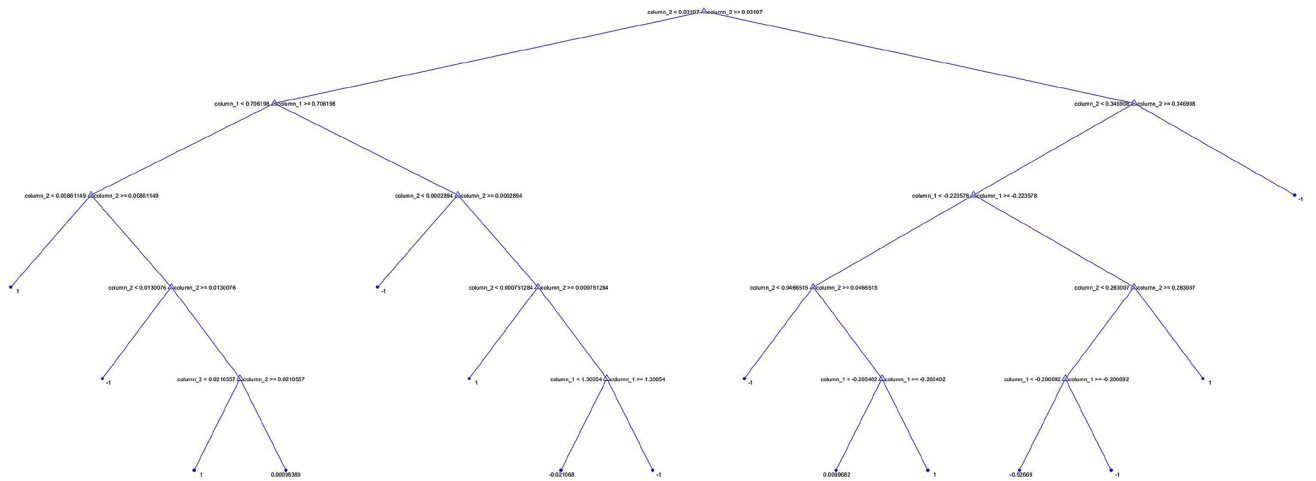 column_2 < 0.03107 column_2 >= 0.03107
column_1 < 0.706198 column_1 >= 0.706198 column_2 < 0.346908 column_2 >= 0.346908
column_2 < 0.00861149 column_2 >= 0.00861149 column_2 < 0.0002894 column_2 >= 0.0002894 column_1 < -0.223578 column_1 >= -0.223578 -1
1 column_2 < 0.0130076 column_2 >= 0.0130076 -1 column_2 < 0.000751284 column_2 >= 0.000751284 column_2 < 0.0466515 column_2 >= 0.0466515 column_2 < 0.283007 column_2 >= 0.283007
-1 column_2 < 0.0210357 column_2 >= 0.0210357 1 column_1 < 1.30054 column_1 >= 1.30054 -1 column_1 < -0.265402 column_1 >= -0.265402 column_1 < -0.206692 column_1 >= -0.206692 1
1 0.00098389 -0.021068 -1 0.0089682 1 -0.52665 -1